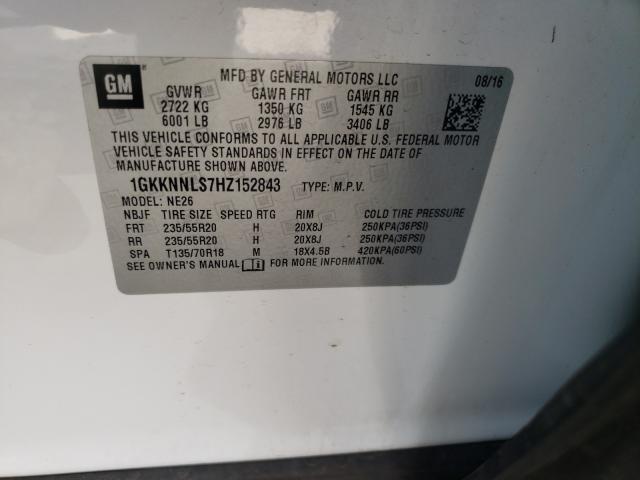 GM
MFD BY GENERAL MOTORS LLC 08/16
GVWR GAWR FRT GAWR RR
2722 KG 1350 KG 1545 KG
6001 LB 2976 LB 3406 LB
THIS VEHICLE CONFORMS TO ALL APPLICABLE U.S. FEDERAL MOTOR
VEHICLE SAFETY STANDARDS IN EFFECT ON THE DATE OF
MANUFACTURE SHOWN ABOVE.
1GKKNNLS7HZ152843 TYPE: M.P.V.
MODEL: NE26
NBJF TIRE SIZE SPEED RTG RIM COLD TIRE PRESSURE
FRT 235/55R20 H 20X8J 250KPA(36PSI)
RR 235/55R20 H 20X8J 250KPA(36PSI)
SPA T135/70R18 M 18X4.5B 420KPA(60PSI)
SEE OWNER'S MANUAL FOR MORE INFORMATION.